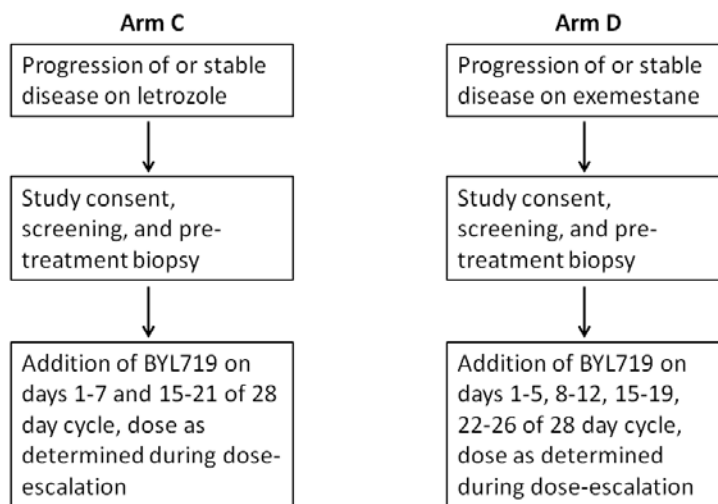 Arm C
Progression of or stable
disease on letrozole
Study consent,
screening, and pre-
treatment biopsy
Addition of BYL719 on
days 1-7 and 15-21 of 28
day cycle, dose as
determined during dose-
escalation
Arm D
Progression of or stable
disease on exemestane
Study consent,
screening, and pre-
treatment biopsy
Addition of BYL719 on
days 1-5, 8-12, 15-19,
22-26 of 28 day cycle,
dose as determined
during dose-escalation